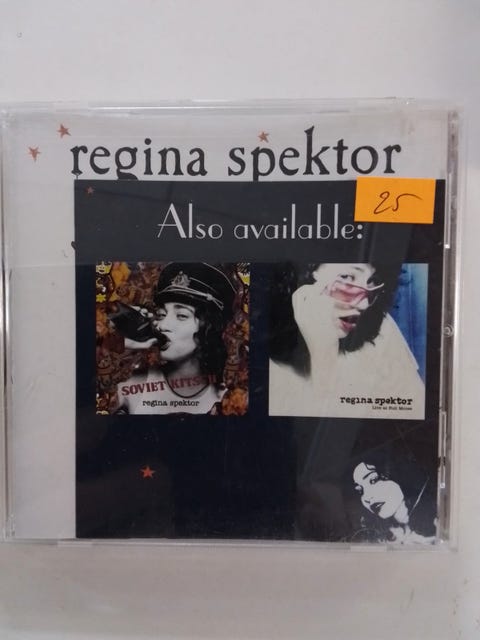 regina spektor
25
Also available:
SOVIET KITSCH
regina spektor
regina spektor
Live at Bull Moose